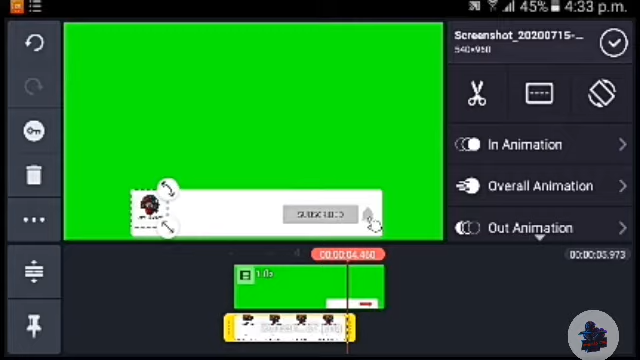 45% 4:33 p.m.
Screenshot_20200715-...
540×960
In Animation
Overall Animation
SUBSCRIBED
Out Animation
00:00:04.460
00:00:05.973